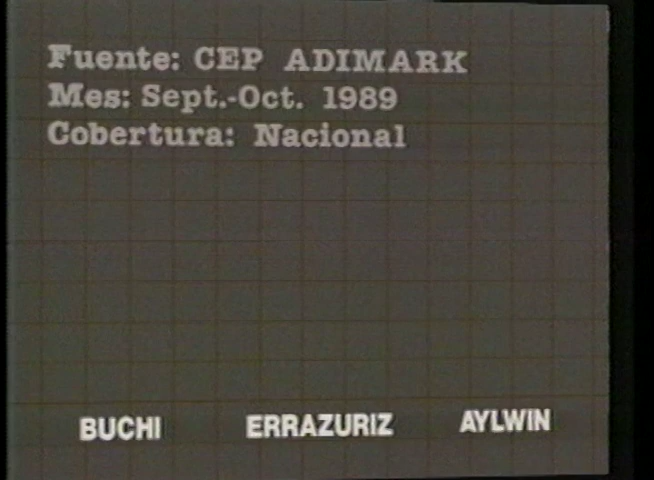 Fuente: CEP ADIMARK
Mes: Sept.-Oct. 1989
Cobertura: Nacional
BUCHI ERRAZURIZ AYLWIN